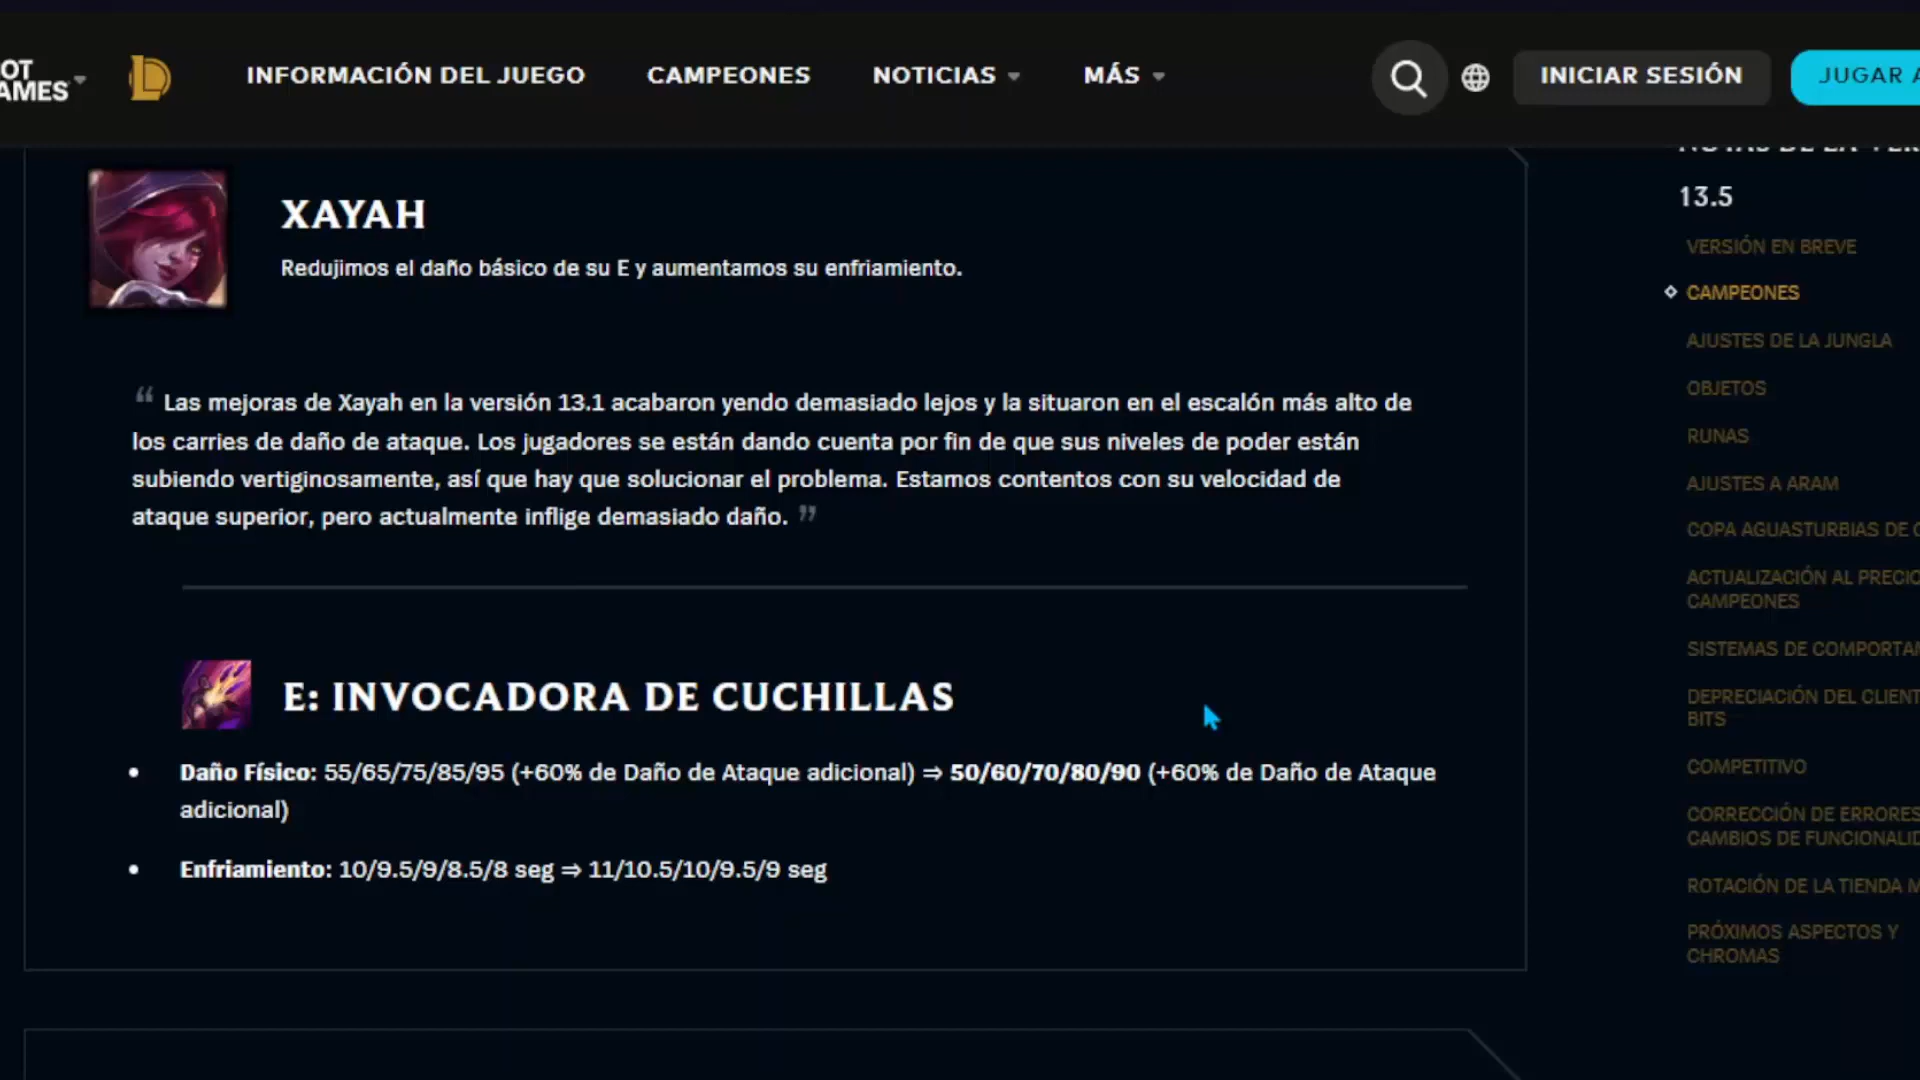 OT
AMES
INFORMACIÓN DEL JUEGO
CAMPEONES
NOTICIAS
MÁS
INICIAR SESIÓN
JUGAR A
XAYAH
Redujimos el daño básico de su E y aumentamos su enfriamiento.
“ Las mejoras de Xayah en la versión 13.1 acabaron yendo demasiado lejos y la situaron en el escalón más alto de
los carries de daño de ataque. Los jugadores se están dando cuenta por fin de que sus niveles de poder están
subiendo vertiginosamente, así que hay que solucionar el problema. Estamos contentos con su velocidad de
ataque superior, pero actualmente inflige demasiado daño. ”
E: INVOCADORA DE CUCHILLAS
• Daño Físico: 55/65/75/85/95 (+60% de Daño de Ataque adicional) ⇒ 50/60/70/80/90 (+60% de Daño de Ataque
adicional)
• Enfriamiento: 10/9.5/9/8.5/8 seg ⇒ 11/10.5/10/9.5/9 seg
NOTAS DE LA VER
13.5
VERSIÓN EN BREVE
CAMPEONES
AJUSTES DE LA JUNGLA
OBJETOS
RUNAS
AJUSTES A ARAM
COPA AGUASTURBIAS DE C
ACTUALIZACIÓN AL PRECIO
CAMPEONES
SISTEMAS DE COMPORTAM
DEPRECIACIÓN DEL CLIENT
BITS
COMPETITIVO
CORRECCIÓN DE ERRORES
CAMBIOS DE FUNCIONALID
ROTACIÓN DE LA TIENDA M
PRÓXIMOS ASPECTOS Y
CHROMAS